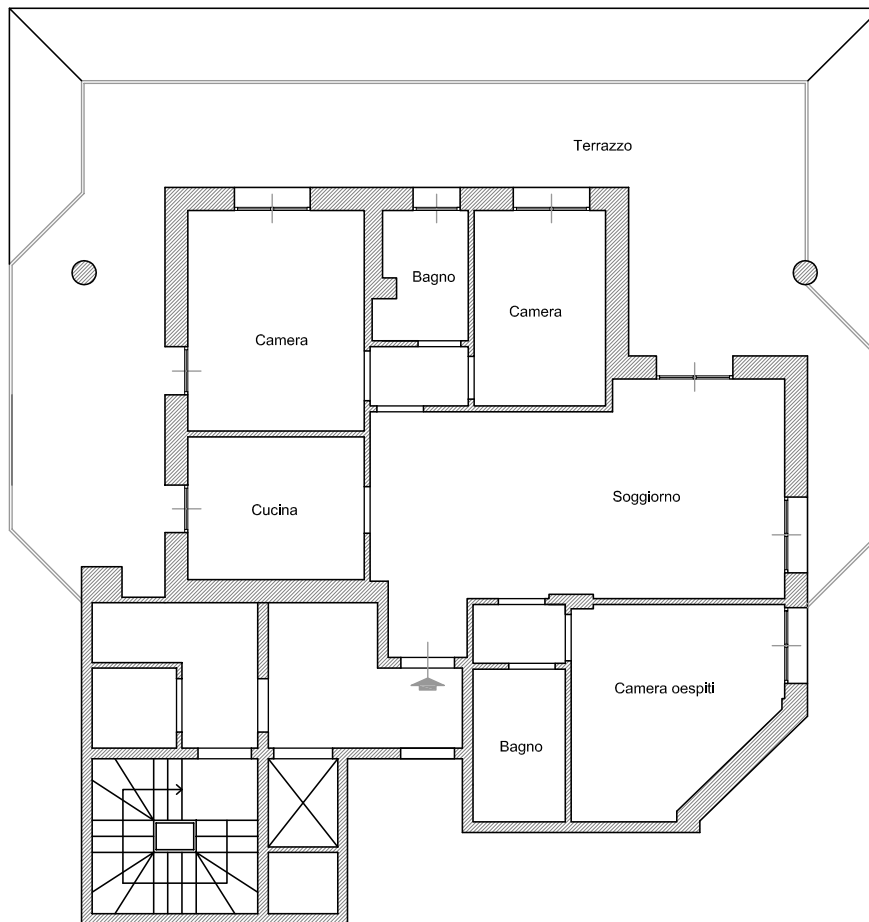 Terrazzo
Bagno
Camera
Camera
Soggiorno
Cucina
Camera oespiti
Bagno